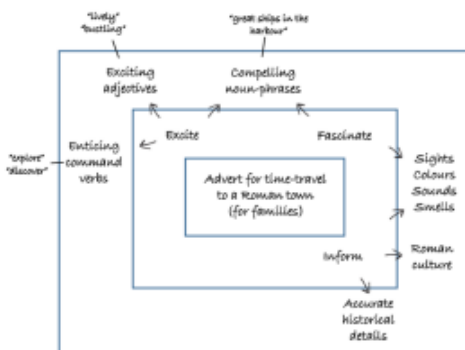 "lively"
"bustling"
"great ships in the
harbour"
Exciting
adjectives
Compelling
noun-phrases
"explore"
"discover"
Enticing
command
verbs
Excite
Fascinate
Sights
Colours
Sounds
Smells
Advert for time-travel
to a Roman town
(for families)
Inform
Roman
culture
Accurate
historical
details